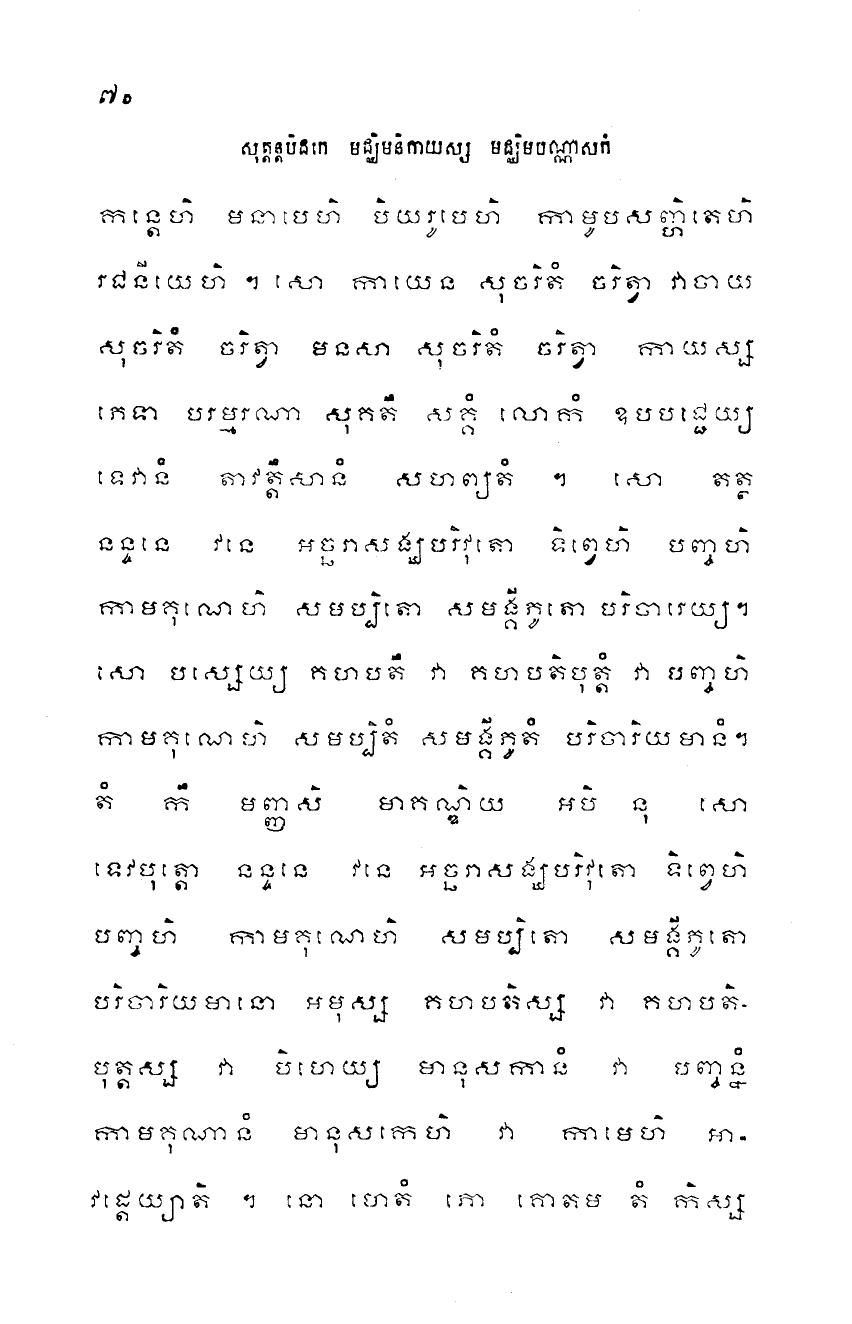 ៧០
សុត្តន្តបិដកេ មជ្ឈិមនិកាយស្ស មជ្ឈិមបណ្ណាសកំ
កន្តេហិ មនាបេហិ បិយរូបេហិ កាមូបសញ្ហិតេហិ
រជនីយេហិ ។ សោ កាយេន សុចរិតំ ចរិត្វា វាចាយ
សុចរិតំ ចរិត្វា មនសា សុចរិតំ ចរិត្វា កាយស្ស
ភេទា បរម្មរណា សុគតឹ សគ្គំ លោកំ ឧបបជ្ជេយ្យ
ទេវានំ តាវត្តឹសានំ សហព្យតំ ។ សោ តត្ថ
នន្ទនេ វនេ អច្ឆរាសង្ឃបរិវុតោ ទិព្វេហិ បញ្ចហិ
កាមគុណេហិ សមប្បិតោ សមង្គីភូតោ បរិចារេយ្យ។
សោ បស្សេយ្យ គហបតឹ វា គហបតិបុត្តំ វា បញ្ចហិ
កាមគុណេហិ សមប្បិតំ សមង្គីភូតំ បរិចារិយមានំ។
តំ កឹ មញ្ញសិ មាគណ្ឌិយ អបិ នុ សោ
ទេវបុត្តោ នន្ទនេ វនេ អច្ឆរាសង្ឃបរិវុតោ ទិព្វេហិ
បញ្ចហិ កាមគុណេហិ សមប្បិតោ សមង្គីភូតោ
បរិចារិយមានោ អមុស្ស គហបតិស្ស វា គហបតិ-
បុត្តស្ស វា បិហេយ្យ មានុសកានំ វា បញ្ចន្នំ
កាមគុណានំ មានុសកេហិ វា កាមេហិ អា-
វដ្តេយ្យាតិ ។ នោ ហេតំ ភោ គោតម តំ កិស្ស